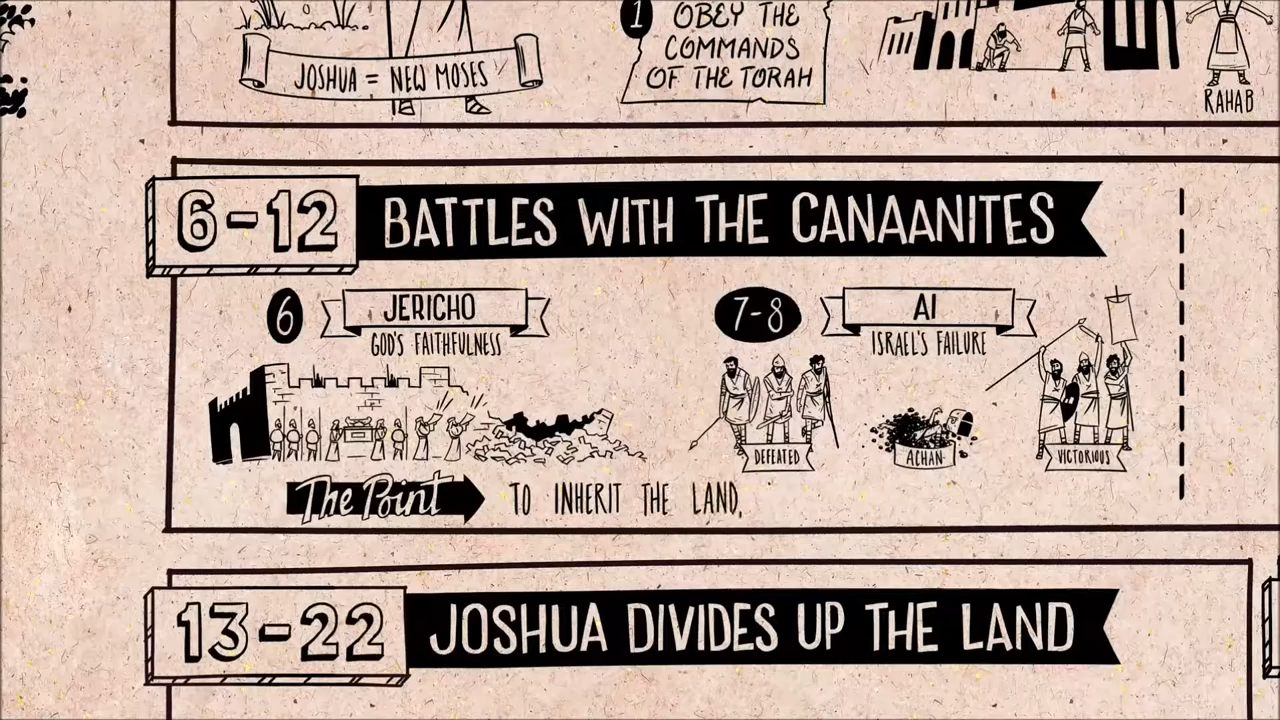 JOSHUA = NEW MOSES
1
OBEY THE
COMMANDS
OF THE TORAH
RAHAB
6-12
BATTLES WITH THE CANAANITES
6
JERICHO
GOD'S FAITHFULNESS
7-8
AI
ISRAEL'S FAILURE
DEFEATED
ACHAN
VICTORIOUS
The Point
TO INHERIT THE LAND,
13-22
JOSHUA DIVIDES UP THE LAND